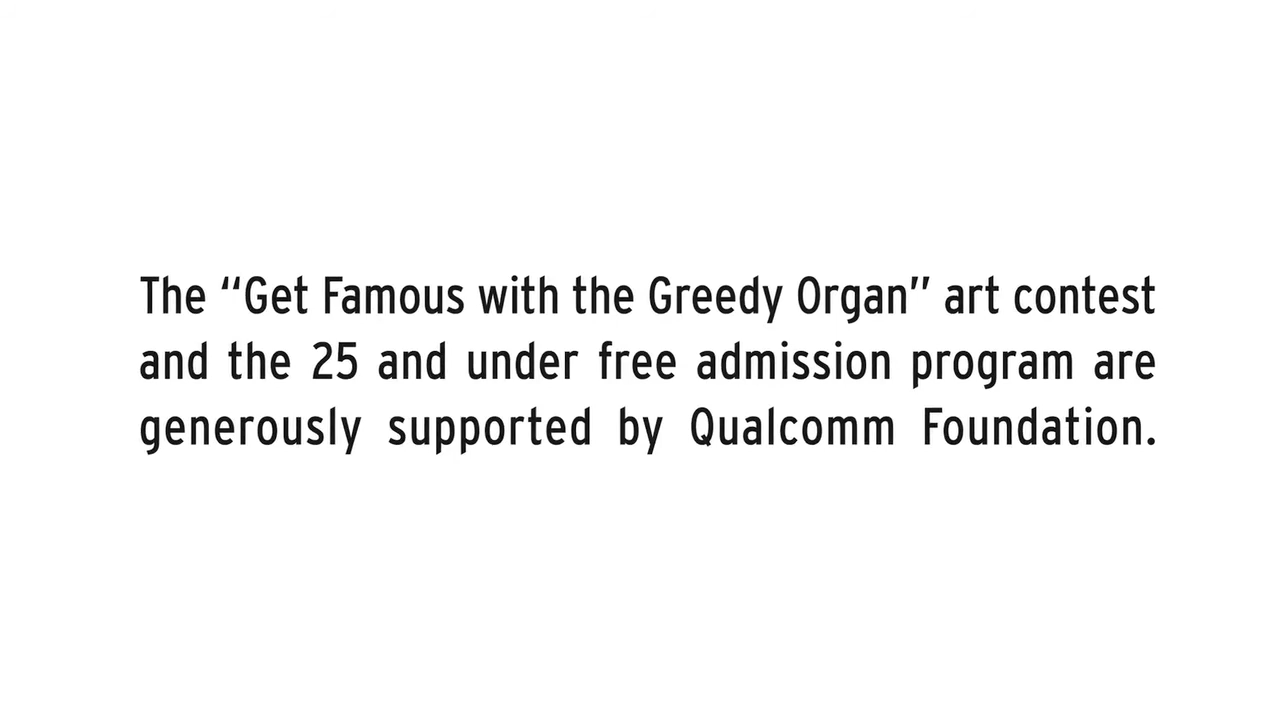 The “Get Famous with the Greedy Organ” art contest
and the 25 and under free admission program are
generously supported by Qualcomm Foundation.